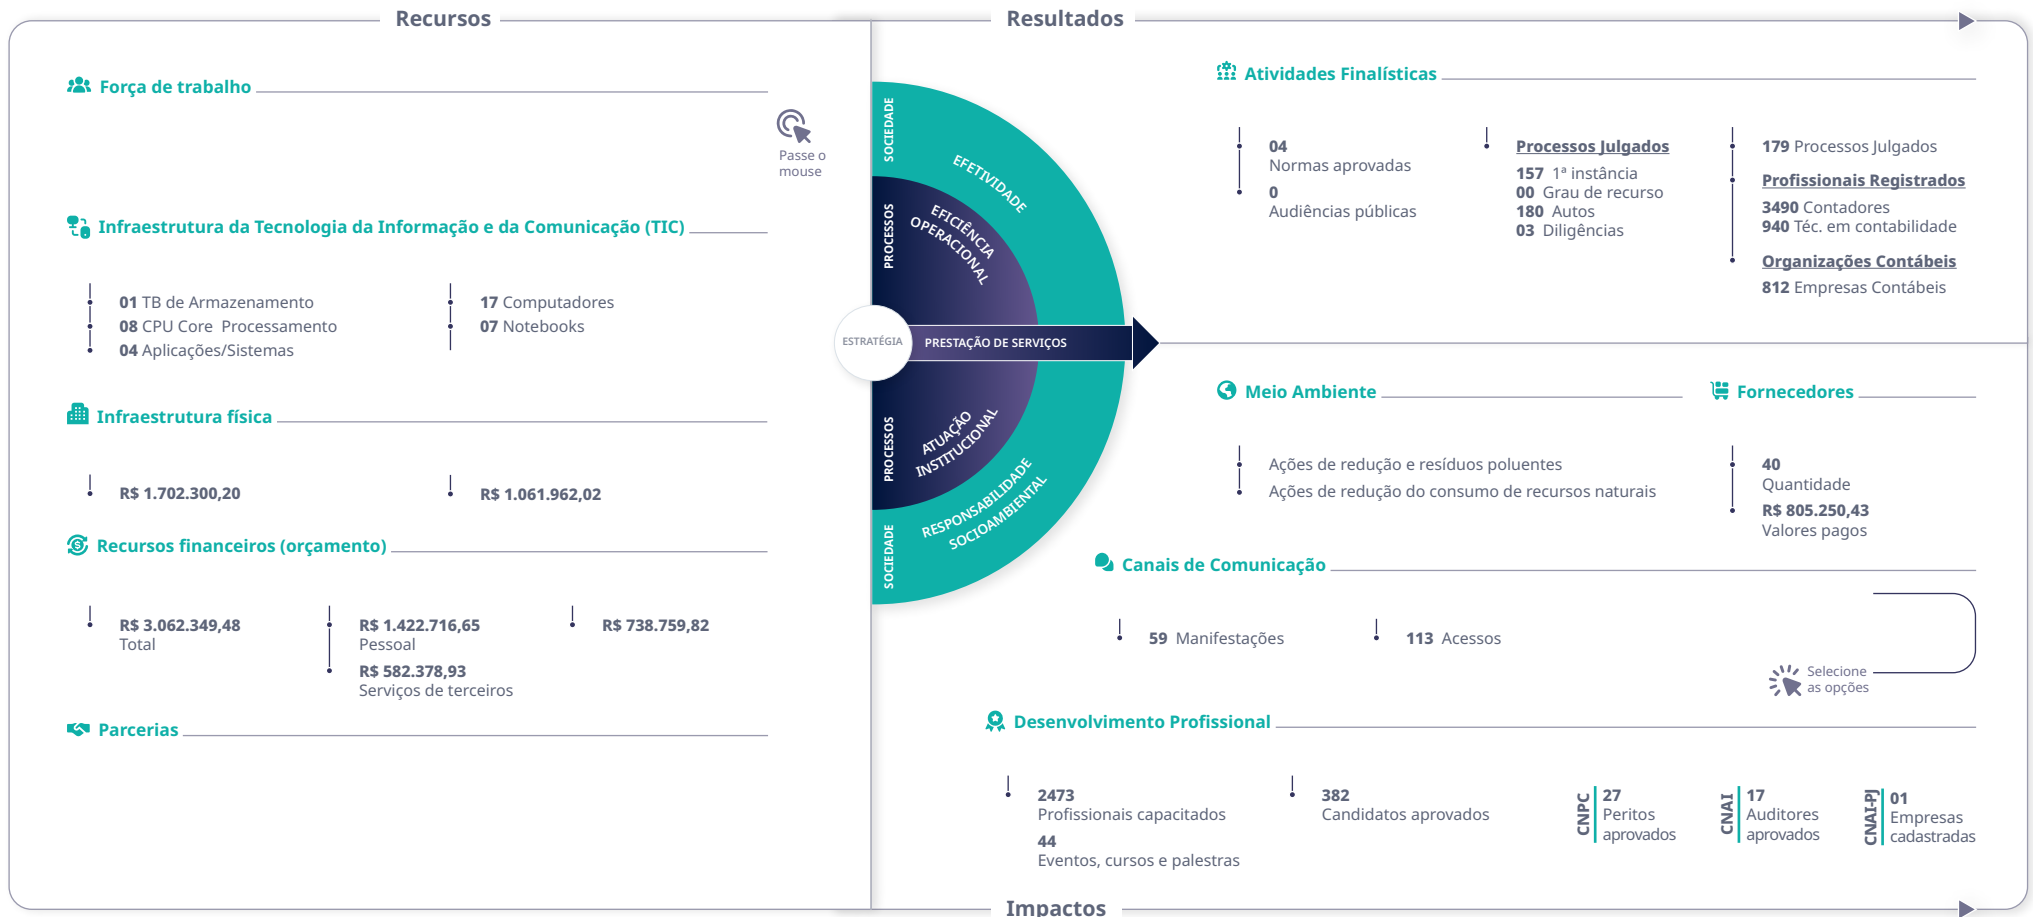 Recursos
Força de trabalho
Passe o
mouse
Infraestrutura da Tecnologia da Informação e da Comunicação (TIC)
01 TB de Armazenamento
08 CPU Core  Processamento
04 Aplicações/Sistemas
17 Computadores
07 Notebooks
Infraestrutura física
R$ 1.702.300,20
R$ 1.061.962,02
Recursos financeiros (orçamento)
R$ 3.062.349,48
Total
R$ 1.422.716,65
Pessoal
R$ 582.378,93
Serviços de terceiros
R$ 738.759,82
Parcerias
SOCIEDADE
EFETIVIDADE
PROCESSOS
EFICIÊNCIA
OPERACIONAL
ESTRATÉGIA
PRESTAÇÃO DE SERVIÇOS
PROCESSOS
ATUAÇÃO
INSTITUCIONAL
SOCIEDADE
RESPONSABILIDADE
SOCIOAMBIENTAL
Resultados
Atividades Finalísticas
04
Normas aprovadas
0
Audiências públicas
Processos Julgados
157 1ª instância
00 Grau de recurso
180 Autos
03 Diligências
179 Processos Julgados
Profissionais Registrados
3490 Contadores
940 Téc. em contabilidade
Organizações Contábeis
812 Empresas Contábeis
Meio Ambiente
Ações de redução e resíduos poluentes
Ações de redução do consumo de recursos naturais
Fornecedores
40
Quantidade
R$ 805.250,43
Valores pagos
Canais de Comunicação
59 Manifestações
113 Acessos
Selecione
as opções
Desenvolvimento Profissional
2473
Profissionais capacitados
44
Eventos, cursos e palestras
382
Candidatos aprovados
CNPC
27
Peritos
aprovados
CNAI
17
Auditores
aprovados
CNAI-PJ
01
Empresas
cadastradas
Impactos